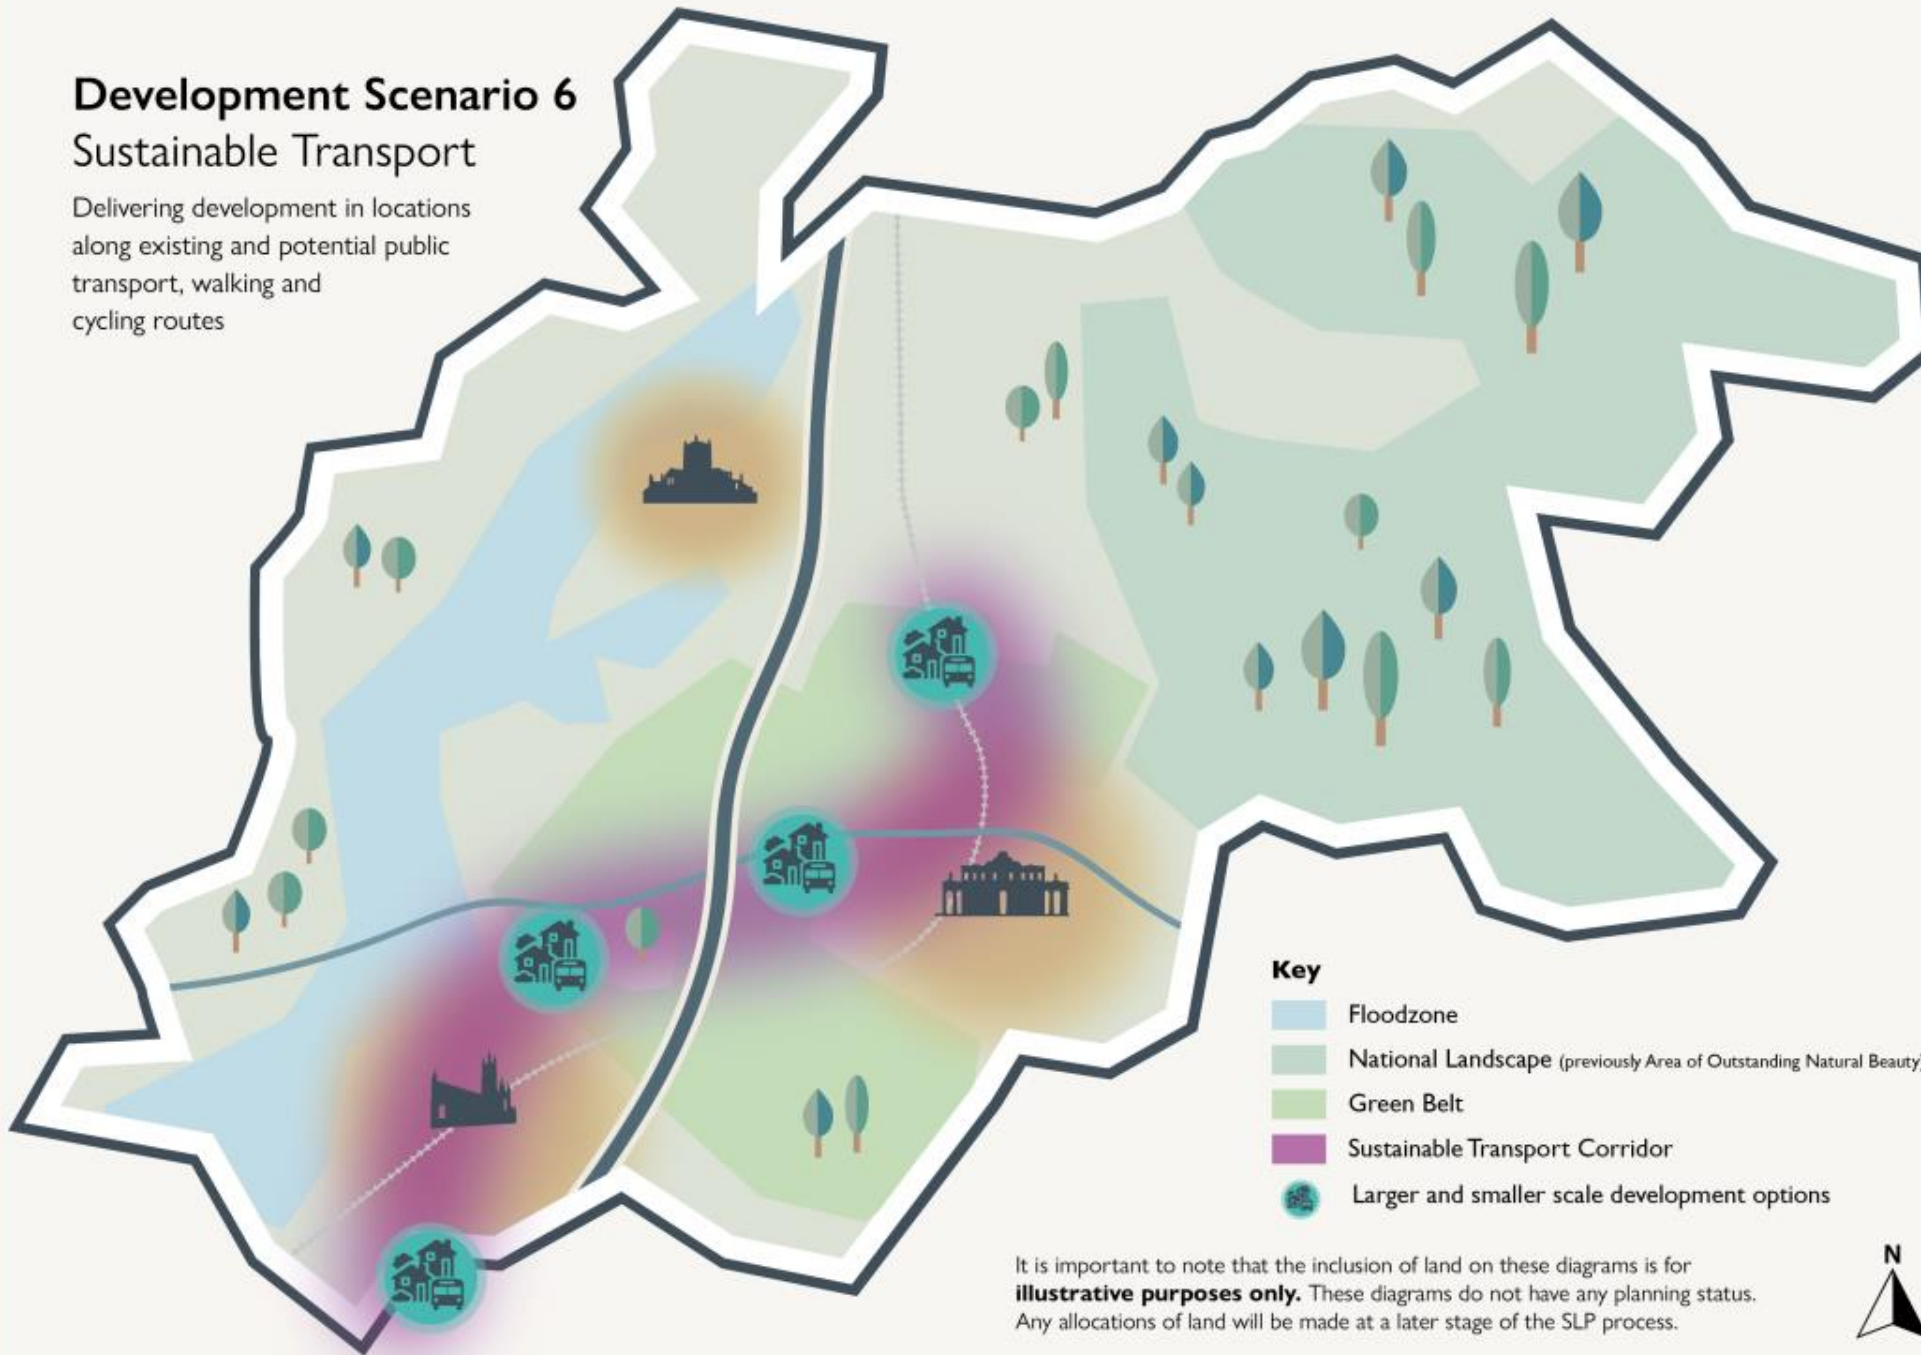 Development Scenario 6
Sustainable Transport
Delivering development in locations
along existing and potential public
transport, walking and
cycling routes
Key
Floodzone
National Landscape (previously Area of Outstanding Natural Beauty)
Green Belt
Sustainable Transport Corridor
Larger and smaller scale development options
It is important to note that the inclusion of land on these diagrams is for
illustrative purposes only. These diagrams do not have any planning status.
Any allocations of land will be made at a later stage of the SLP process.
N